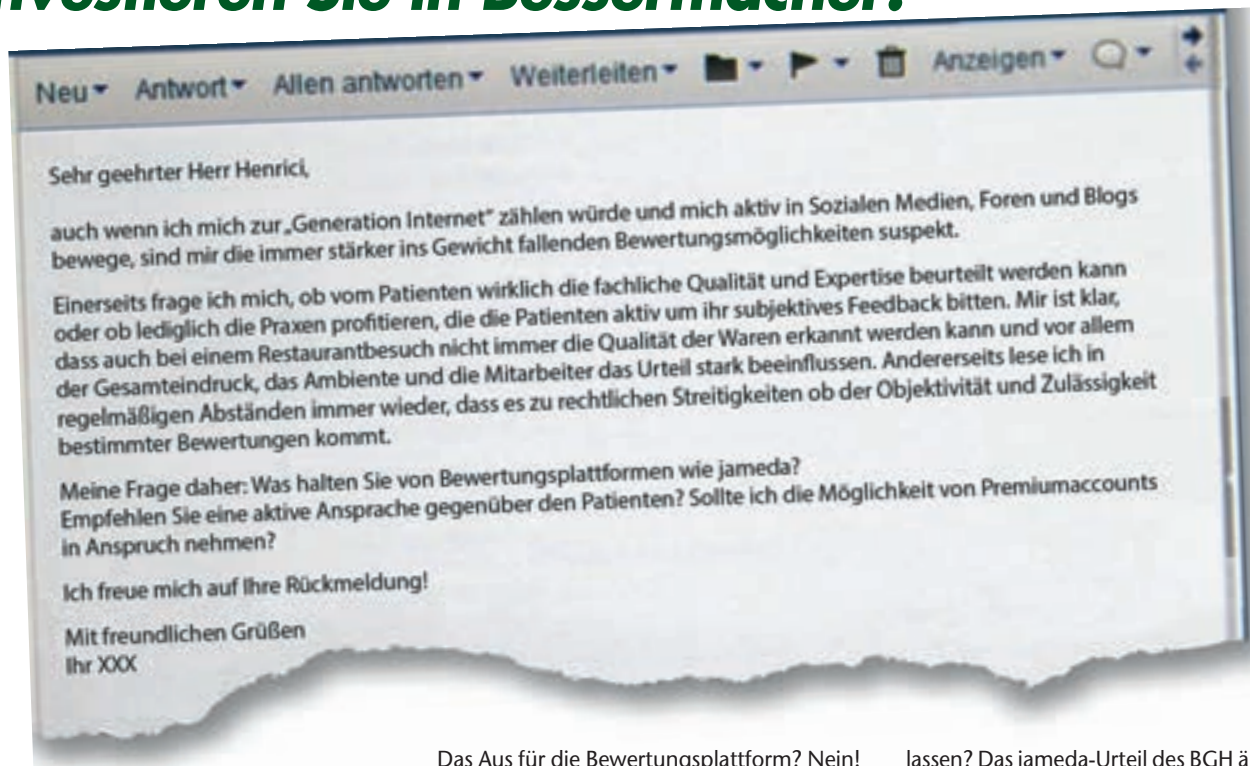 in Bessermacher!
Neu Antwort Allen antworten Weiterleiten Anzeigen
Sehr geehrter Herr Henrici,
auch wenn ich mich zur „Generation Internet“ zählen würde und mich aktiv in Sozialen Medien, Foren und Blogs
bewege, sind mir die immer stärker ins Gewicht fallenden Bewertungsmöglichkeiten suspekt.
Einerseits frage ich mich, ob vom Patienten wirklich die fachliche Qualität und Expertise beurteilt werden kann
oder ob lediglich die Praxen profitieren, die die Patienten aktiv um ihr subjektives Feedback bitten. Mir ist klar,
dass auch bei einem Restaurantbesuch nicht immer die Qualität der Waren erkannt werden kann und vor allem
der Gesamteindruck, das Ambiente und die Mitarbeiter das Urteil stark beeinflussen. Andererseits lese ich in
regelmäßigen Abständen immer wieder, dass es zu rechtlichen Streitigkeiten ob der Objektivität und Zulässigkeit
bestimmter Bewertungen kommt.
Meine Frage daher: Was halten Sie von Bewertungsplattformen wie jameda?
Empfehlen Sie eine aktive Ansprache gegenüber den Patienten? Sollte ich die Möglichkeit von Premiumaccounts
in Anspruch nehmen?
Ich freue mich auf Ihre Rückmeldung!
Mit freundlichen Grüßen
Ihr XXX
Das Aus für die Bewertungsplattform? Nein!
lassen? Das jameda-Urteil des BGH